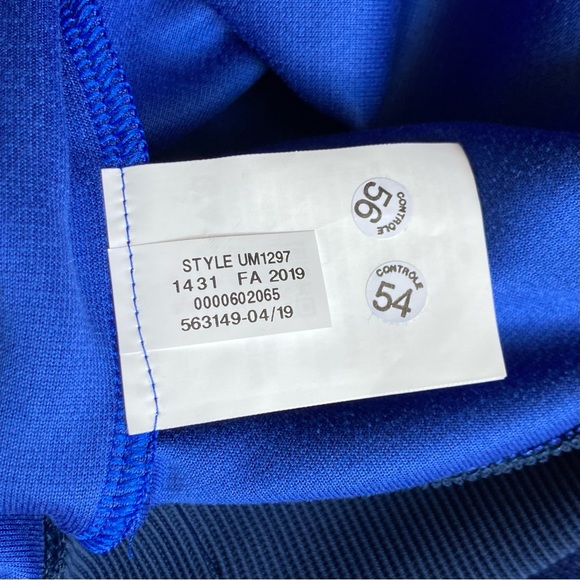 STYLE UM1297
1431 FA 2019
0000602065
563149-04/19
56
CONTROLE
CONTROLE
54